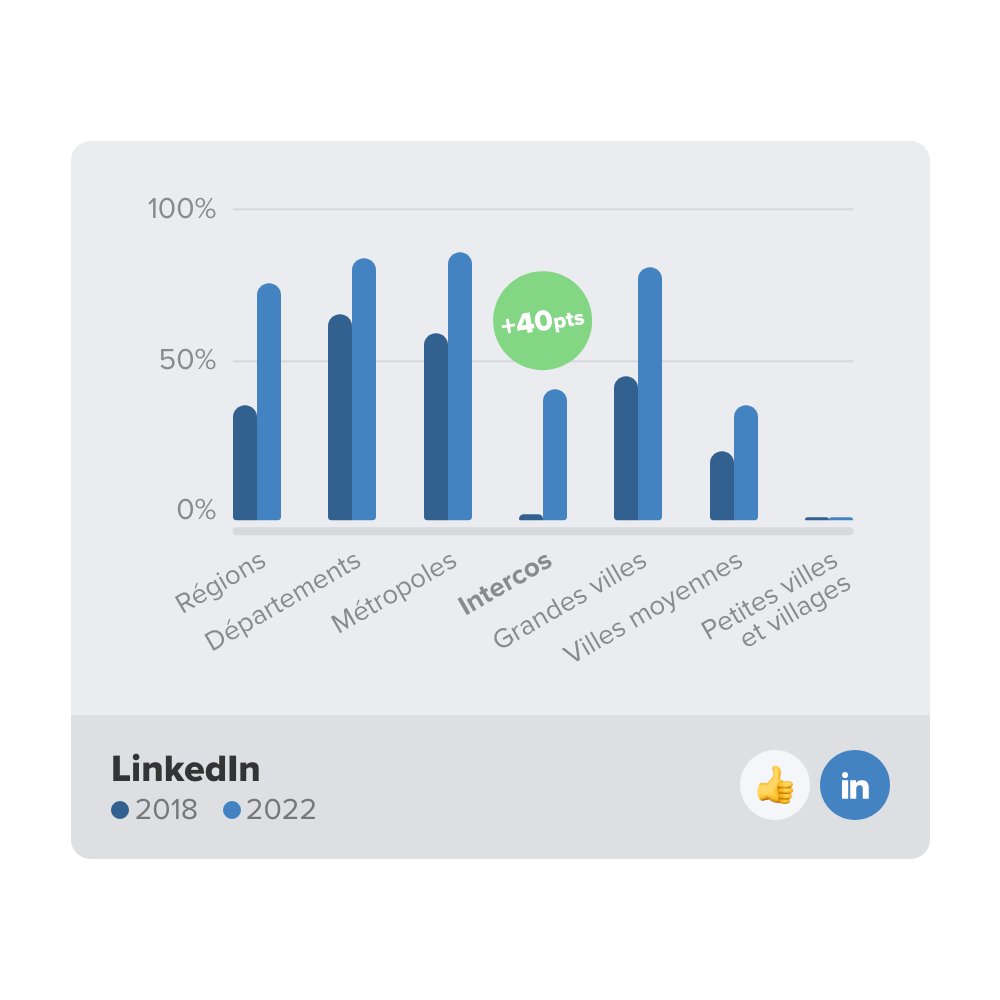 100%
50%
0%
+40pts
Régions
Départements
Métropoles
Intercos
Grandes villes
Villes moyennes
Petites villes
et villages
LinkedIn
2018
2022
in